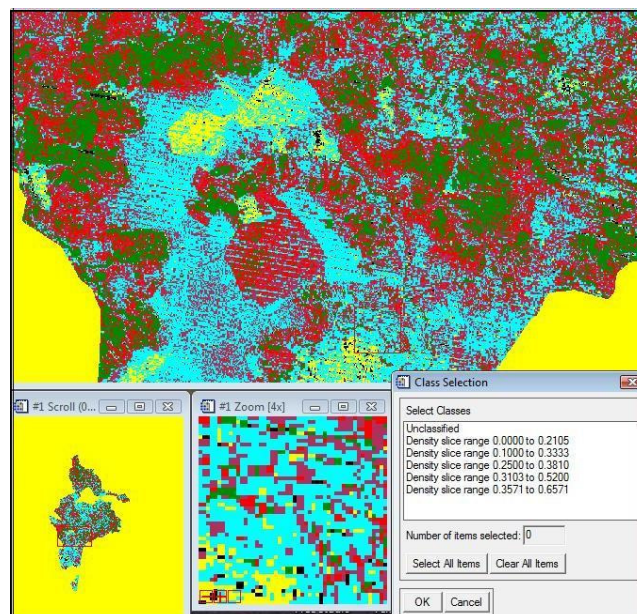 #1 Scroll (0...
#1 Zoom [4x]
Class Selection
Select Classes
Unclassified
Density slice range 0.0000 to 0.2105
Density slice range 0.1000 to 0.3333
Density slice range 0.2500 to 0.3810
Density slice range 0.3103 to 0.5200
Density slice range 0.3571 to 0.6571
Number of items selected: 0
Select All Items Clear All Items
OK Cancel